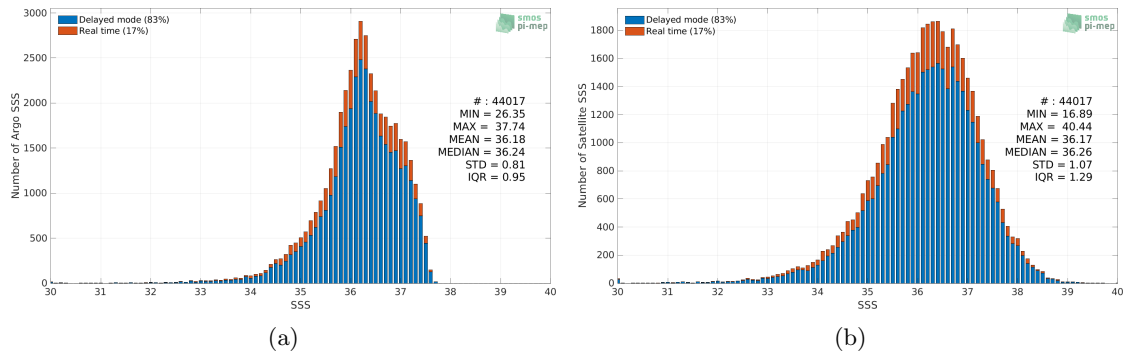 Delayed mode (83%)
Real time (17%)
smos
pi-mep
3000
2500
2000
1500
1000
500
0
Number of Argo SSS
# : 44017
MIN = 26.35
MAX = 37.74
MEAN = 36.18
MEDIAN = 36.24
STD = 0.81
IQR = 0.95
30 31 32 33 34 35 36 37 38 39 40
SSS
(a)
Delayed mode (83%)
Real time (17%)
smos
pi-mep
1800
1600
1400
1200
1000
800
600
400
200
0
Number of Satellite SSS
# : 44017
MIN = 16.89
MAX = 40.44
MEAN = 36.17
MEDIAN = 36.26
STD = 1.07
IQR = 1.29
30 31 32 33 34 35 36 37 38 39 40
SSS
(b)